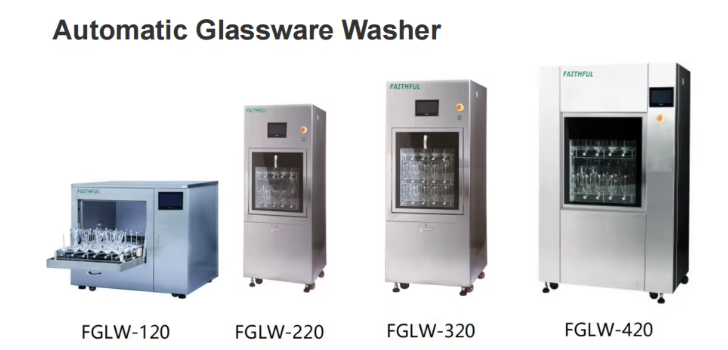 Automatic Glassware Washer
FAITHFUL
FAITHFUL
FAITHFUL
FAITHFUL
FGLW-120
FGLW-220
FGLW-320
FGLW-420